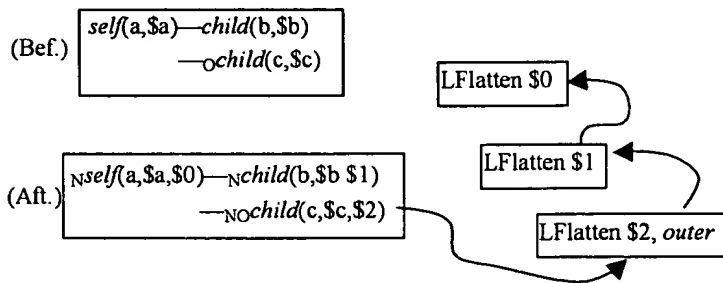 self(a,$a)—child(b,$b)
(Bef.)
—Ochild(c,$c)
LFlatten $0
LFlatten $1
Nself(a,$a,$0)—Nchild(b,$b $1)
(Aft.)
—NOchild(c,$c,$2)
LFlatten $2, outer